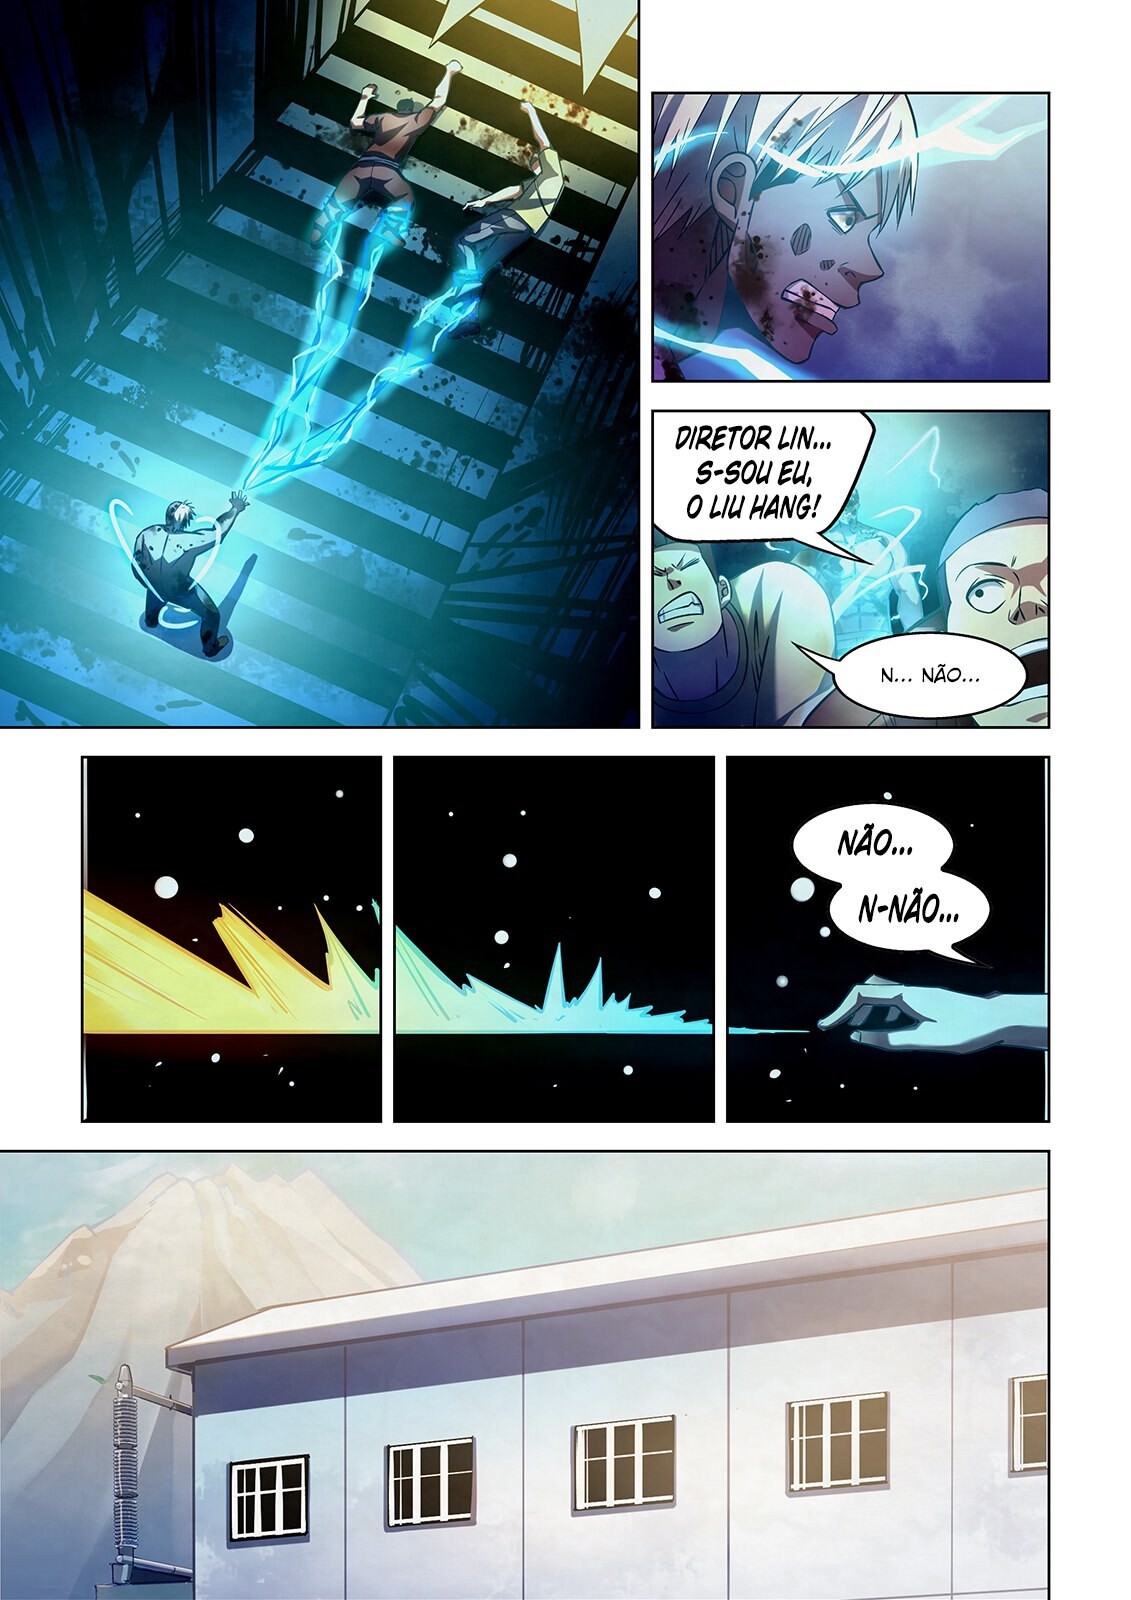 DIRETOR LIN...
S-SOU EU,
O LIU HANG!
N... NÃO...
NÃO...
N-NÃO...